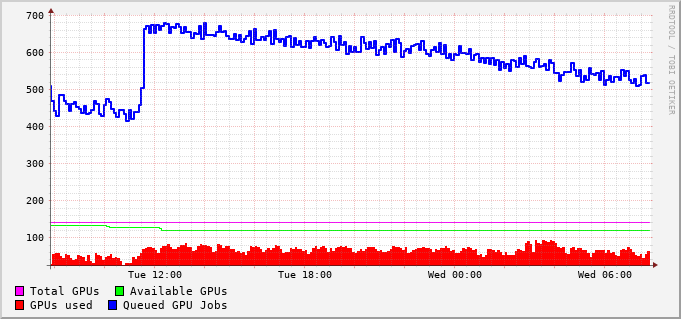 700
600
500
400
300
200
100
Tue 12:00 Tue 18:00 Wed 00:00 Wed 06:00
Total GPUs Available GPUs
GPUs used Queued GPU Jobs
RRDTOOL / TOBI OETIKER